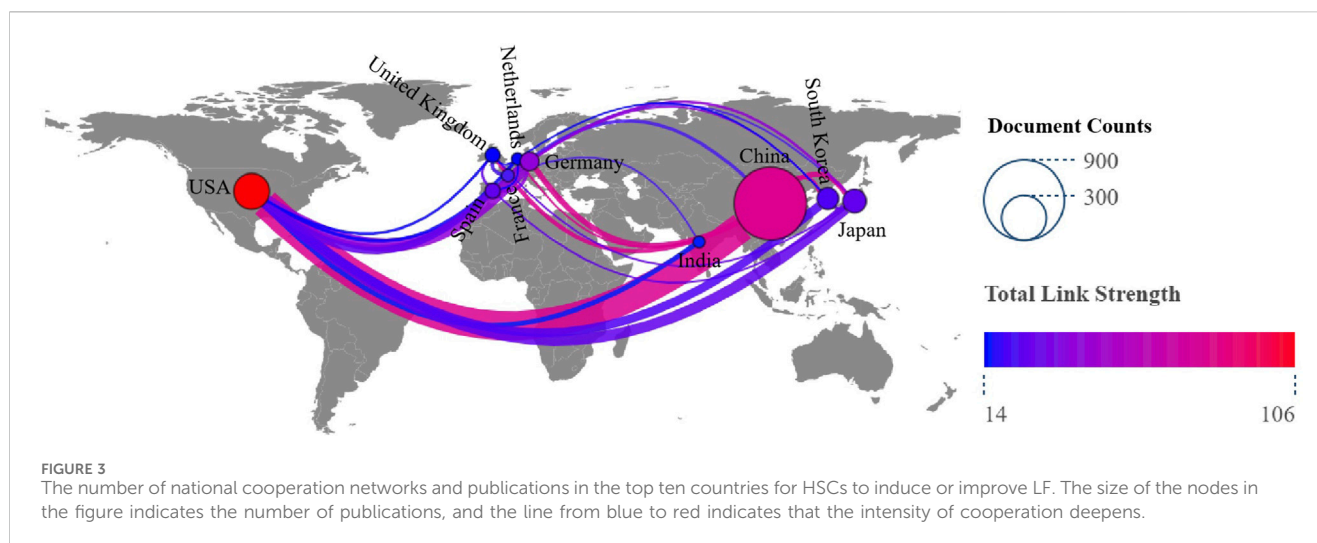 United Kingdom
Netherlands
South Korea
USA
Germany
China
Spain
France
Japan
India
Document Counts
900
300
Total Link Strength
14
106
FIGURE 3
The number of national cooperation networks and publications in the top ten countries for HSCs to induce or improve LF. The size of the nodes in
the figure indicates the number of publications, and the line from blue to red indicates that the intensity of cooperation deepens.